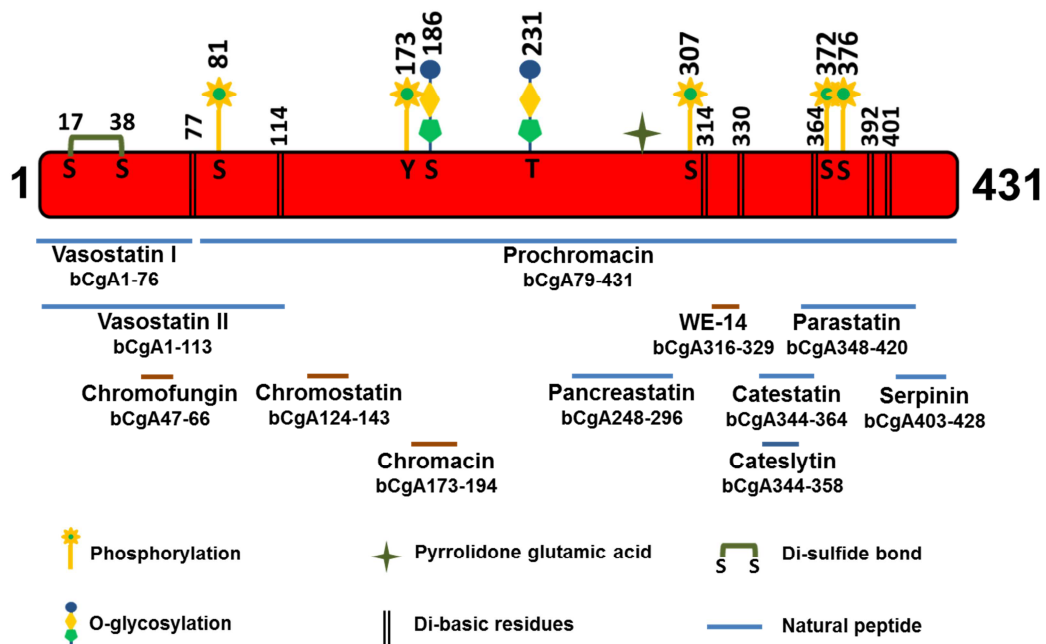 81
173
186
231
307
372
376
17
38
77
114
314
330
364
392
401
S
S
S
Y
S
T
S
S
S
1
431
Vasostatin I
bCgA1-76
Prochromacin
bCgA79-431
Vasostatin II
bCgA1-113
WE-14
bCgA316-329
Parastatin
bCgA348-420
Chromofungin
bCgA47-66
Chromostatin
bCgA124-143
Pancreastatin
bCgA248-296
Catestatin
bCgA344-364
Serpinin
bCgA403-428
Chromacin
bCgA173-194
Cateslytin
bCgA344-358
Phosphorylation
Pyrrolidone glutamic acid
S S
Di-sulfide bond
O-glycosylation
Di-basic residues
Natural peptide